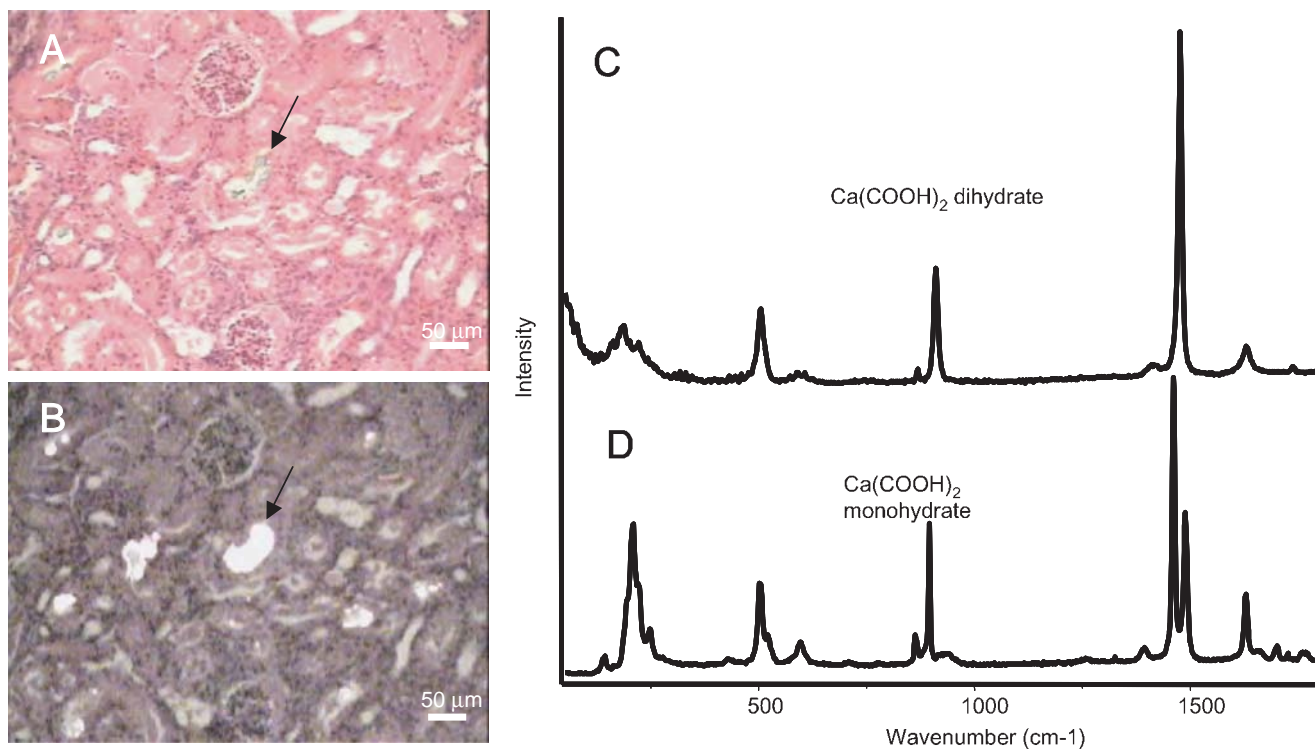 A
50 μm
B
50 μm
C
Ca(COOH)2 dihydrate
D
Ca(COOH)2
monohydrate
Intensity
500
1000
1500
Wavenumber (cm-1)